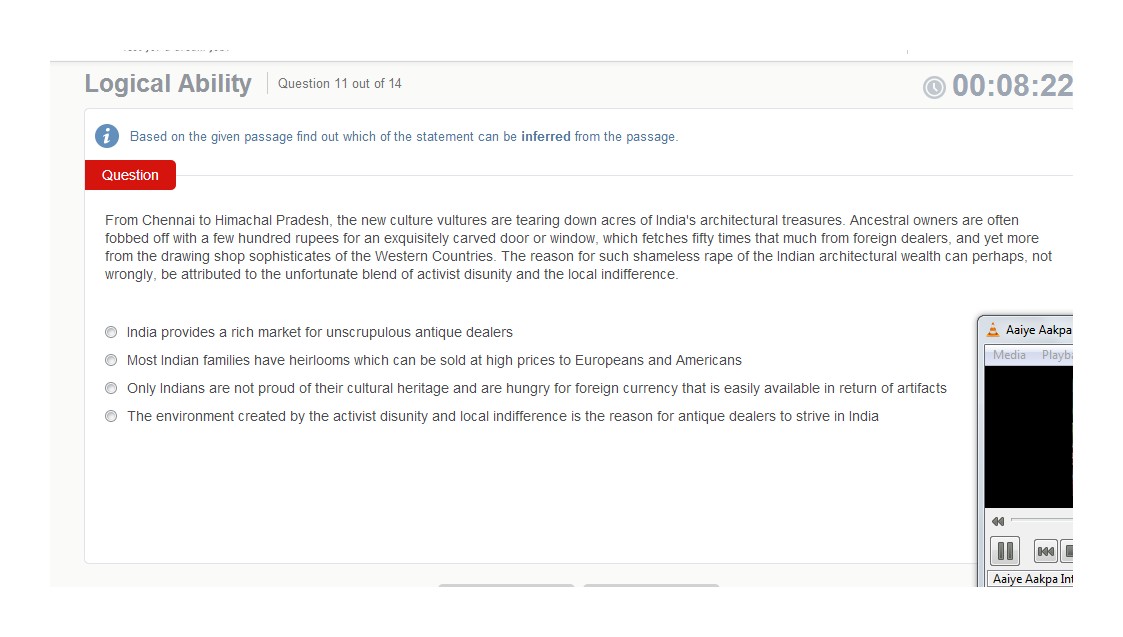 Logical Ability Question 11 out of 14 00:08:22
Based on the given passage find out which of the statement can be inferred from the passage.
Question
From Chennai to Himachal Pradesh, the new culture vultures are tearing down acres of India's architectural treasures. Ancestral owners are often
fobbed off with a few hundred rupees for an exquisitely carved door or window, which fetches fifty times that much from foreign dealers, and yet more
from the drawing shop sophisticates of the Western Countries. The reason for such shameless rape of the Indian architectural wealth can perhaps, not
wrongly, be attributed to the unfortunate blend of activist disunity and the local indifference.
India provides a rich market for unscrupulous antique dealers
Most Indian families have heirlooms which can be sold at high prices to Europeans and Americans
Only Indians are not proud of their cultural heritage and are hungry for foreign currency that is easily available in return of artifacts
The environment created by the activist disunity and local indifference is the reason for antique dealers to strive in India
Aaiye Aakpa
Media Playb
Aaiye Aakpa Int